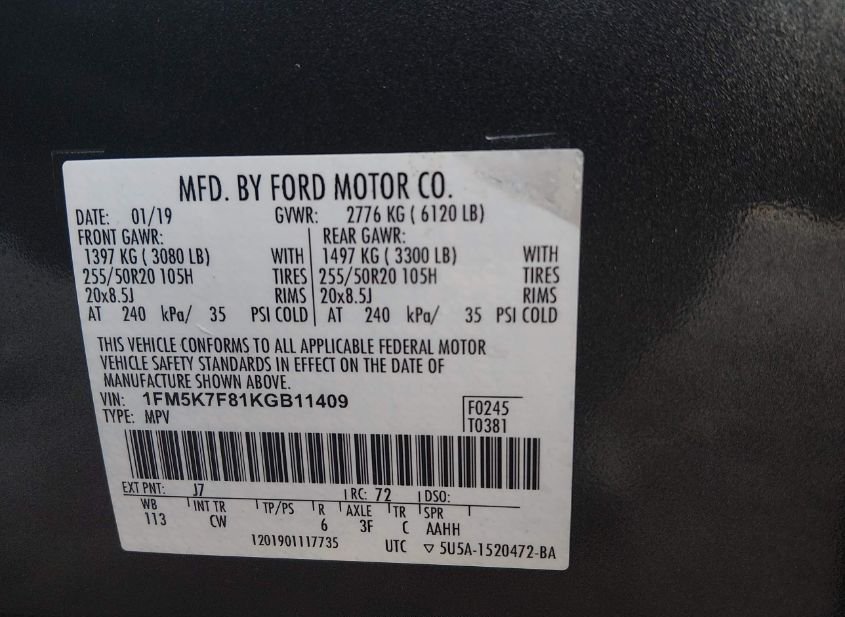 MFD. BY FORD MOTOR CO.
DATE: 01/19 GVWR: 2776 KG ( 6120 LB)
FRONT GAWR: REAR GAWR:
1397 KG ( 3080 LB) WITH 1497 KG ( 3300 LB) WITH
255/50R20 105H TIRES 255/50R20 105H TIRES
20x8.5J RIMS 20x8.5J RIMS
AT 240 kPa/ 35 PSI COLD AT 240 kPa/ 35 PSI COLD
THIS VEHICLE CONFORMS TO ALL APPLICABLE FEDERAL MOTOR
VEHICLE SAFETY STANDARDS IN EFFECT ON THE DATE OF
MANUFACTURE SHOWN ABOVE.
VIN: 1FM5K7F81KGB11409 F0245
TYPE: MPV T0381
EXT PNT: J7 RC: 72 DSO:
WB INT TR TP/PS R AXLE TR SPR
113 CW 6 3F C AAHH
1201901117735 UTC ▽ 5U5A-1520472-BA